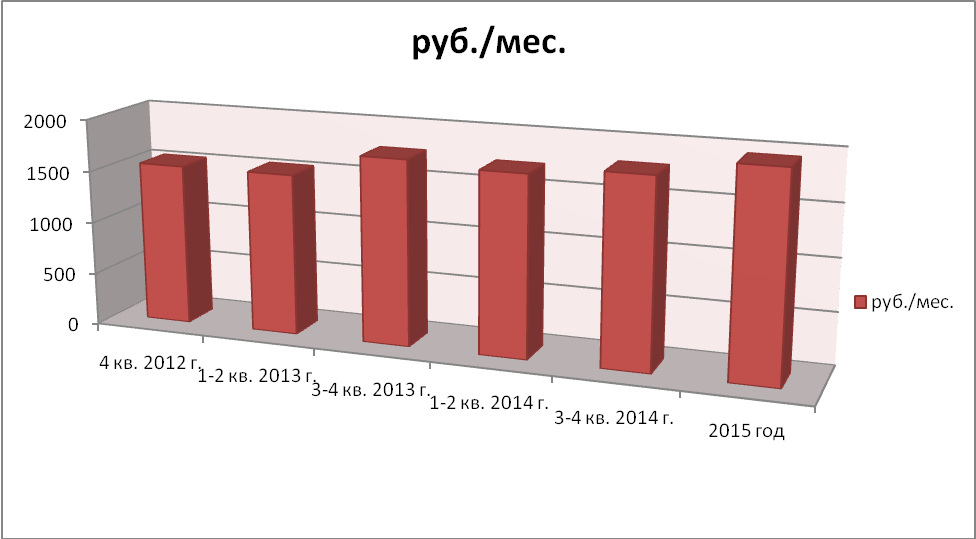 руб./мес.
2000
1500
1000
500
0
4 кв. 2012 г.
1-2 кв. 2013 г.
3-4 кв. 2013 г.
1-2 кв. 2014 г.
3-4 кв. 2014 г.
2015 год
руб./мес.